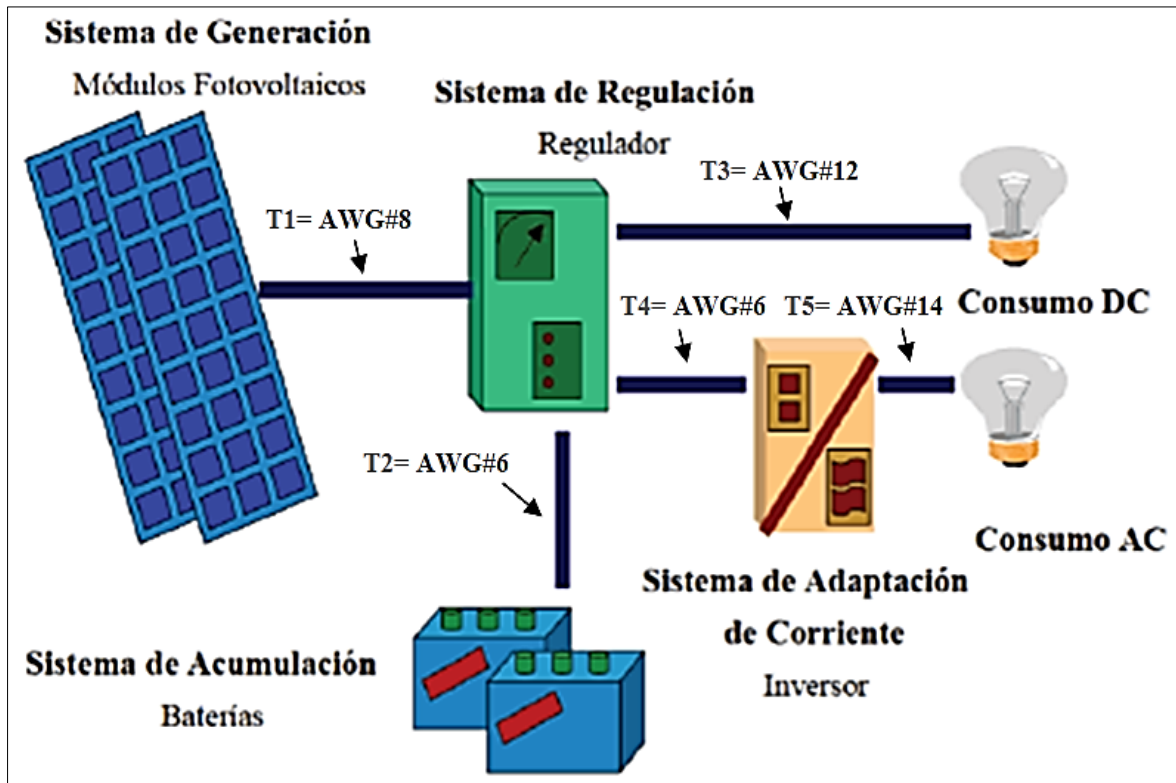 Sistema de Generación
Módulos Fotovoltaicos
Sistema de Regulación
Regulador
T1= AWG#8
T3= AWG#12
Consumo DC
T4= AWG#6
T5= AWG#14
T2= AWG#6
Consumo AC
Sistema de Adaptación
de Corriente
Inversor
Sistema de Acumulación
Baterías